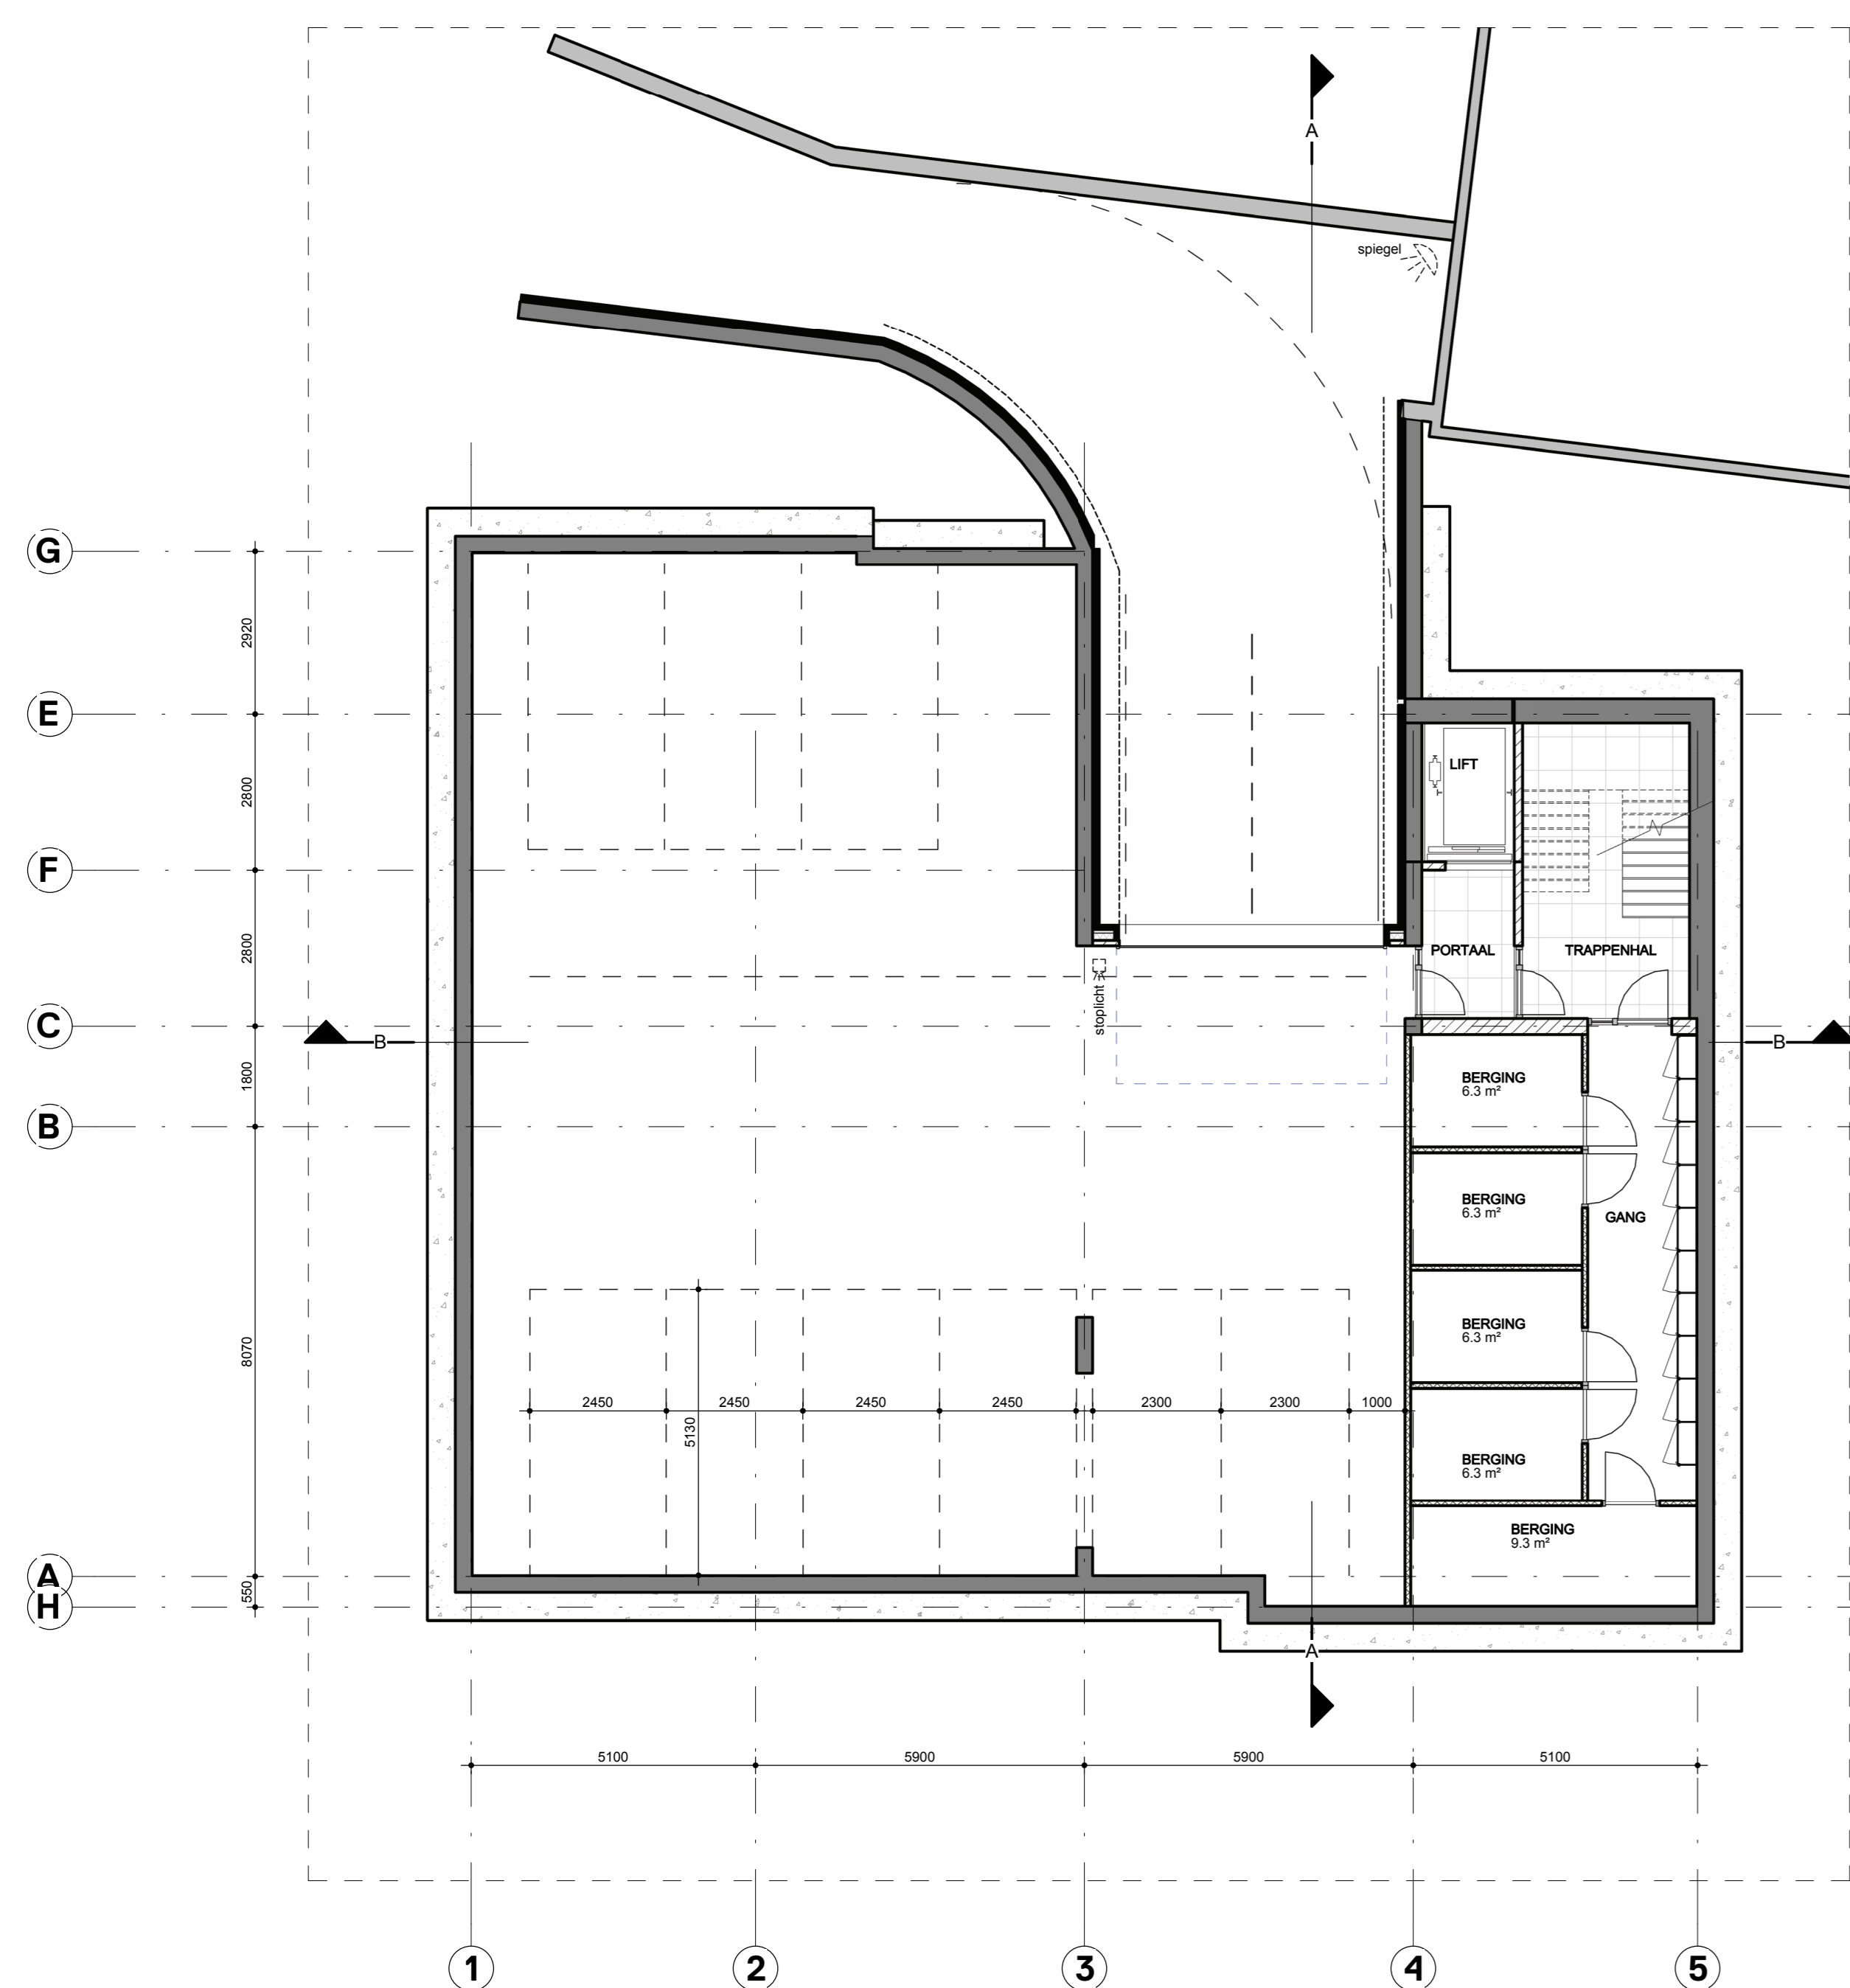 A
spiegel
G
2920
E
2800
LIFT
F
2800
PORTAAL
TRAPPENHAL
stoplicht
C
B
B
1800
BERGING
6.3 m²
B
BERGING
6.3 m²
GANG
BERGING
6.3 m²
8070
2450
2450
2450
2450
2300
2300
1000
5130
BERGING
6.3 m²
BERGING
9.3 m²
A
550
H
A
5100
5900
5900
5100
1
2
3
4
5